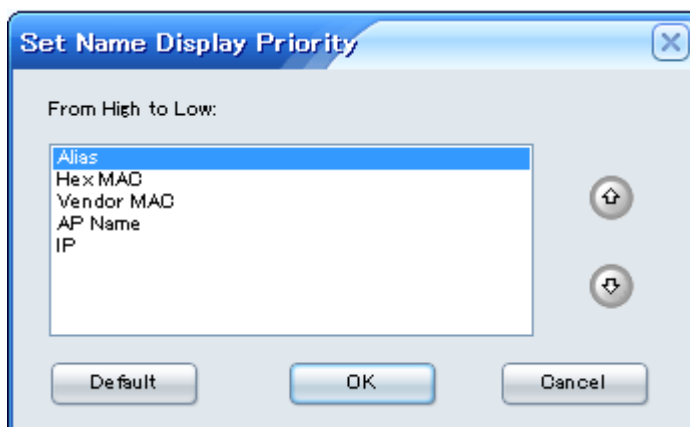 Set Name Display Priority
From High to Low:
Alias
Hex MAC
Vendor MAC
AP Name
IP
Default OK Cancel